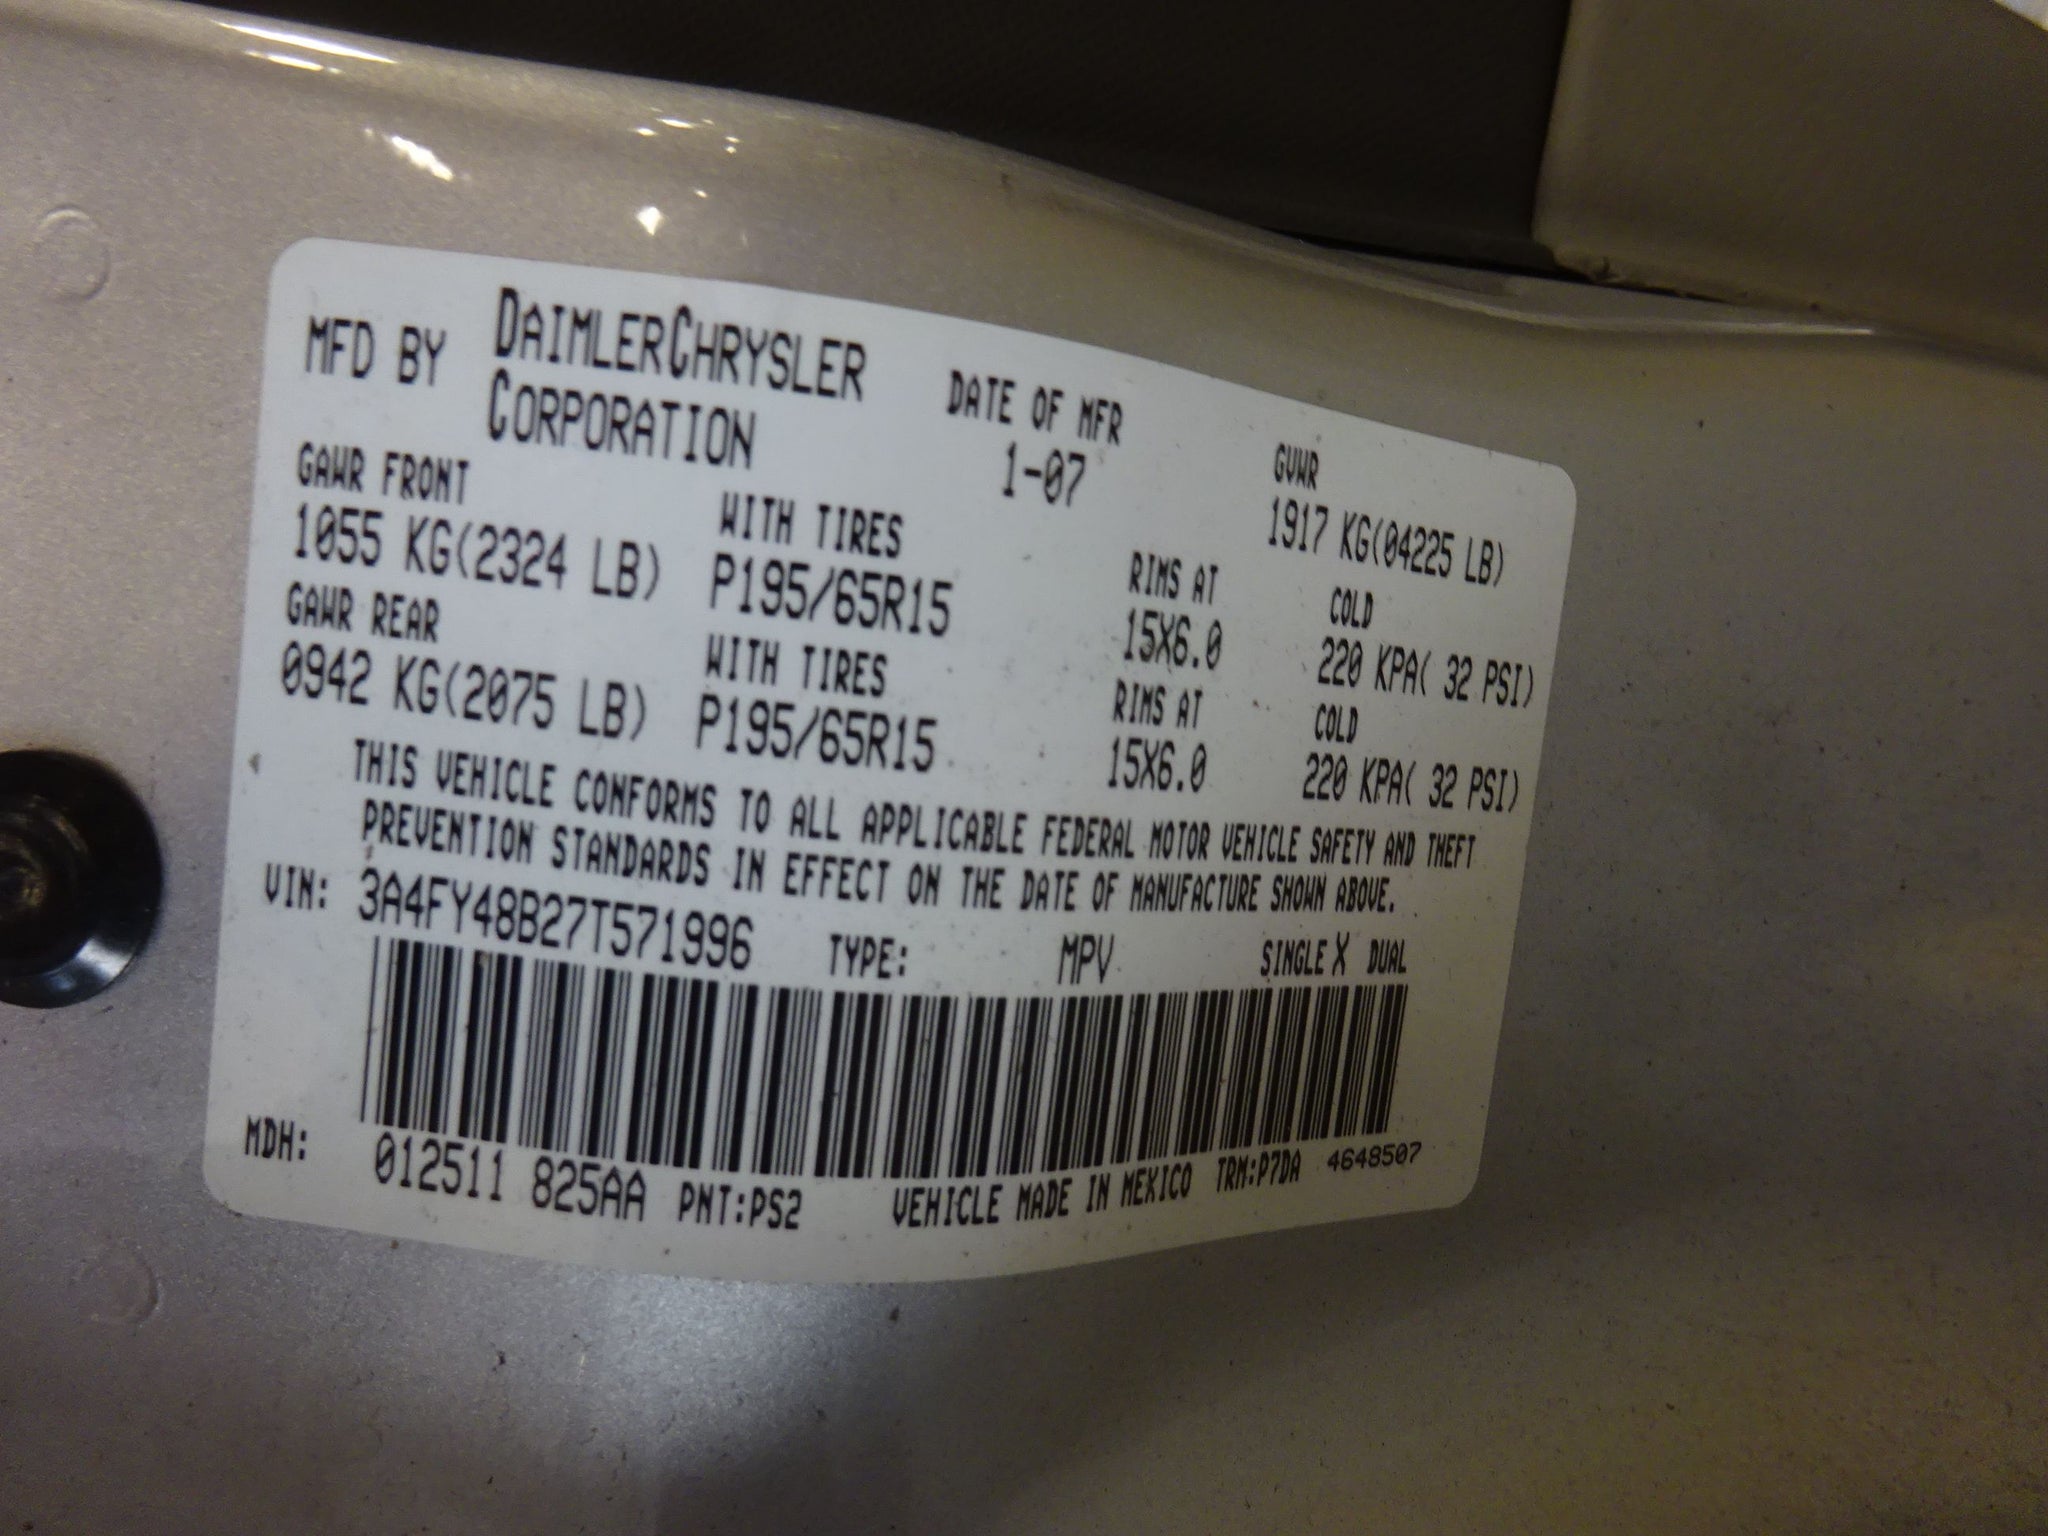 MFD BY DAIMLERCHRYSLER CORPORATION
DATE OF MFR
1-07
GVWR
1917 KG(04225 LB)
GAWR FRONT WITH TIRES RIMS AT COLD
1055 KG(2324 LB) P195/65R15 15X6.0 220 KPA( 32 PSI)
GAWR REAR WITH TIRES RIMS AT COLD
0942 KG(2075 LB) P195/65R15 15X6.0 220 KPA( 32 PSI)
THIS VEHICLE CONFORMS TO ALL APPLICABLE FEDERAL MOTOR VEHICLE SAFETY AND THEFT
PREVENTION STANDARDS IN EFFECT ON THE DATE OF MANUFACTURE SHOWN ABOVE.
VIN: 3A4FY48B27T571996 TYPE: MPV SINGLE X DUAL
MDH: 012511 825AA PNT:PS2 VEHICLE MADE IN MEXICO TRM:P7DA 4648507